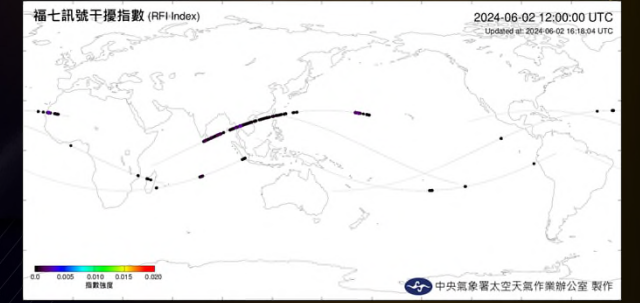 福七訊號干擾指數 (RFI Index)
2024-06-02 12:00:00 UTC
Updated at: 2024-06-02 16:18:04 UTC
0.0 0.005 0.010 0.015 0.020
指數強度
中央氣象署太空天氣作業辦公室 製作